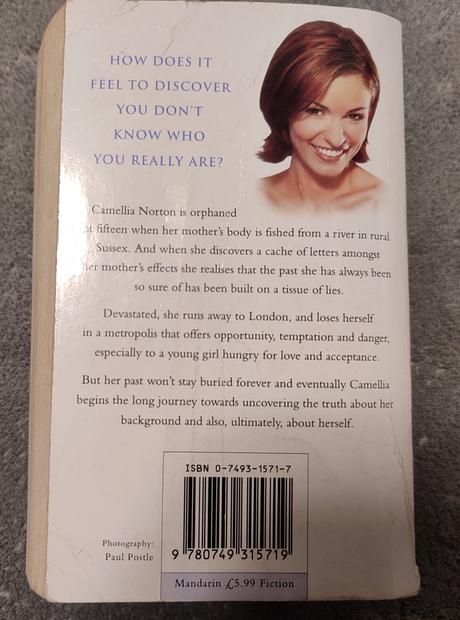 HOW DOES IT
FEEL TO DISCOVER
YOU DON'T
KNOW WHO
YOU REALLY ARE?
Camellia Norton is orphaned
at fifteen when her mother's body is fished from a river in rural
Sussex. And when she discovers a cache of letters amongst
her mother's effects she realises that the past she has always been
so sure of has been built on a tissue of lies.
Devastated, she runs away to London, and loses herself
in a metropolis that offers opportunity, temptation and danger,
especially to a young girl hungry for love and acceptance.
But her past won't stay buried forever and eventually Camellia
begins the long journey towards uncovering the truth about her
background and also, ultimately, about herself.
ISBN 0-7493-1571-7
Photography:
Paul Postle
9 780749 315719
Mandarin £5.99 Fiction